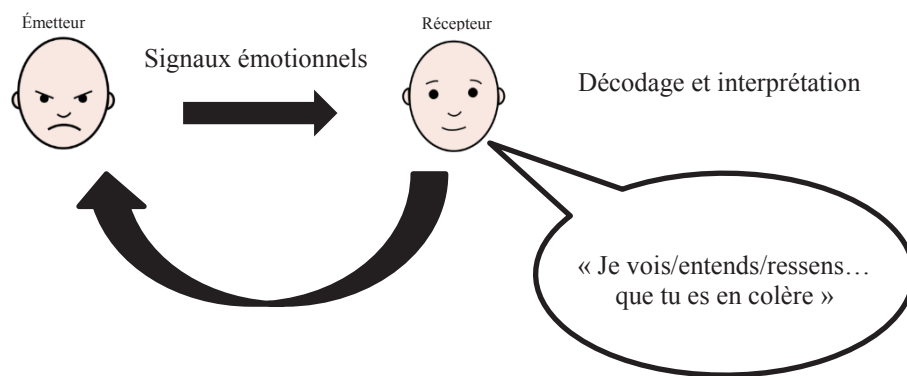 Émetteur
Récepteur
Signaux émotionnels
Décodage et interprétation
« Je vois/entends/ressens…
que tu es en colère »